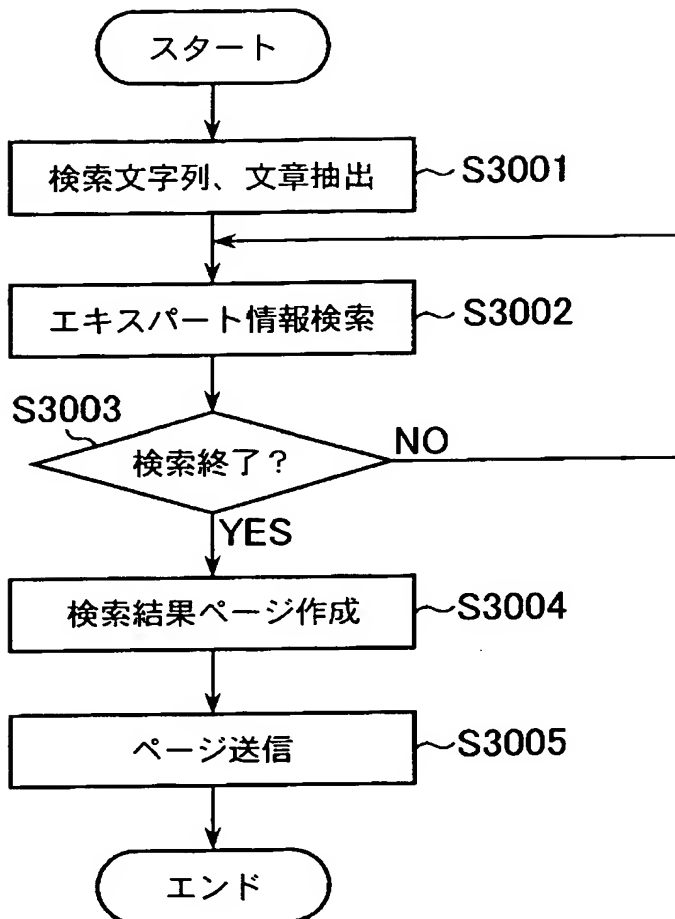 スタート
検索文字列、文章抽出
S3001
エキスパート情報検索
S3002
S3003
検索終了?
NO
YES
検索結果ページ作成
S3004
ページ送信
S3005
エンド